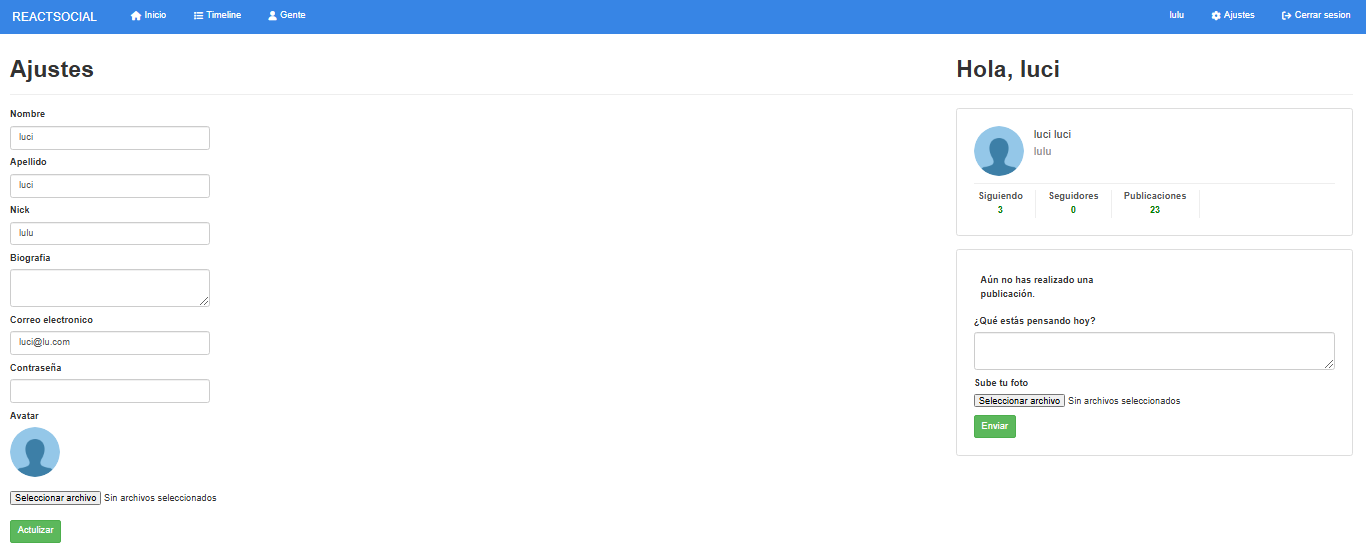 REACTSOCIAL Inicio Timeline Gente lulu Ajustes Cerrar sesion
Ajustes
Nombre
luci
Apellido
luci
Nick
lulu
Biografia
Correo electronico
luci@lu.com
Contraseña
Avatar
Seleccionar archivo Sin archivos seleccionados
Actulizar
Hola, luci
luci luci
lulu
Siguiendo Seguidores Publicaciones
3 0 23
Aún no has realizado una
publicación.
¿Qué estás pensando hoy?
Sube tu foto
Seleccionar archivo Sin archivos seleccionados
Enviar